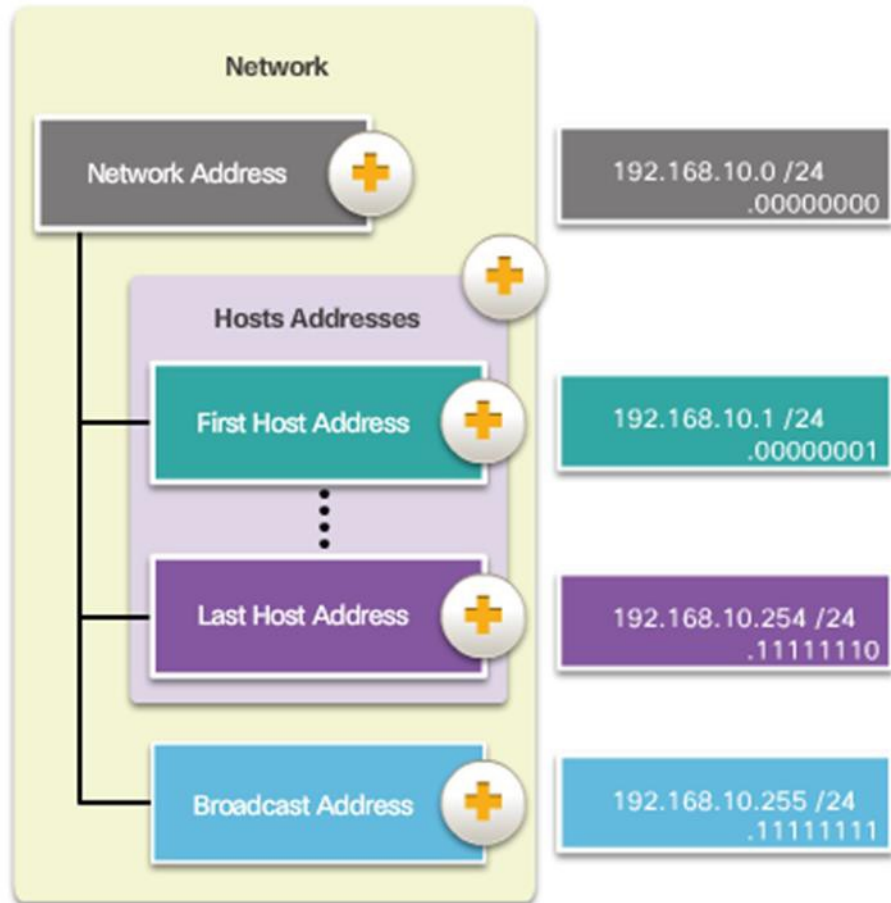 Network
Network Address
192.168.10.0 /24
.00000000
Hosts Addresses
First Host Address
192.168.10.1 /24
.00000001
Last Host Address
192.168.10.254 /24
.11111110
Broadcast Address
192.168.10.255 /24
.11111111